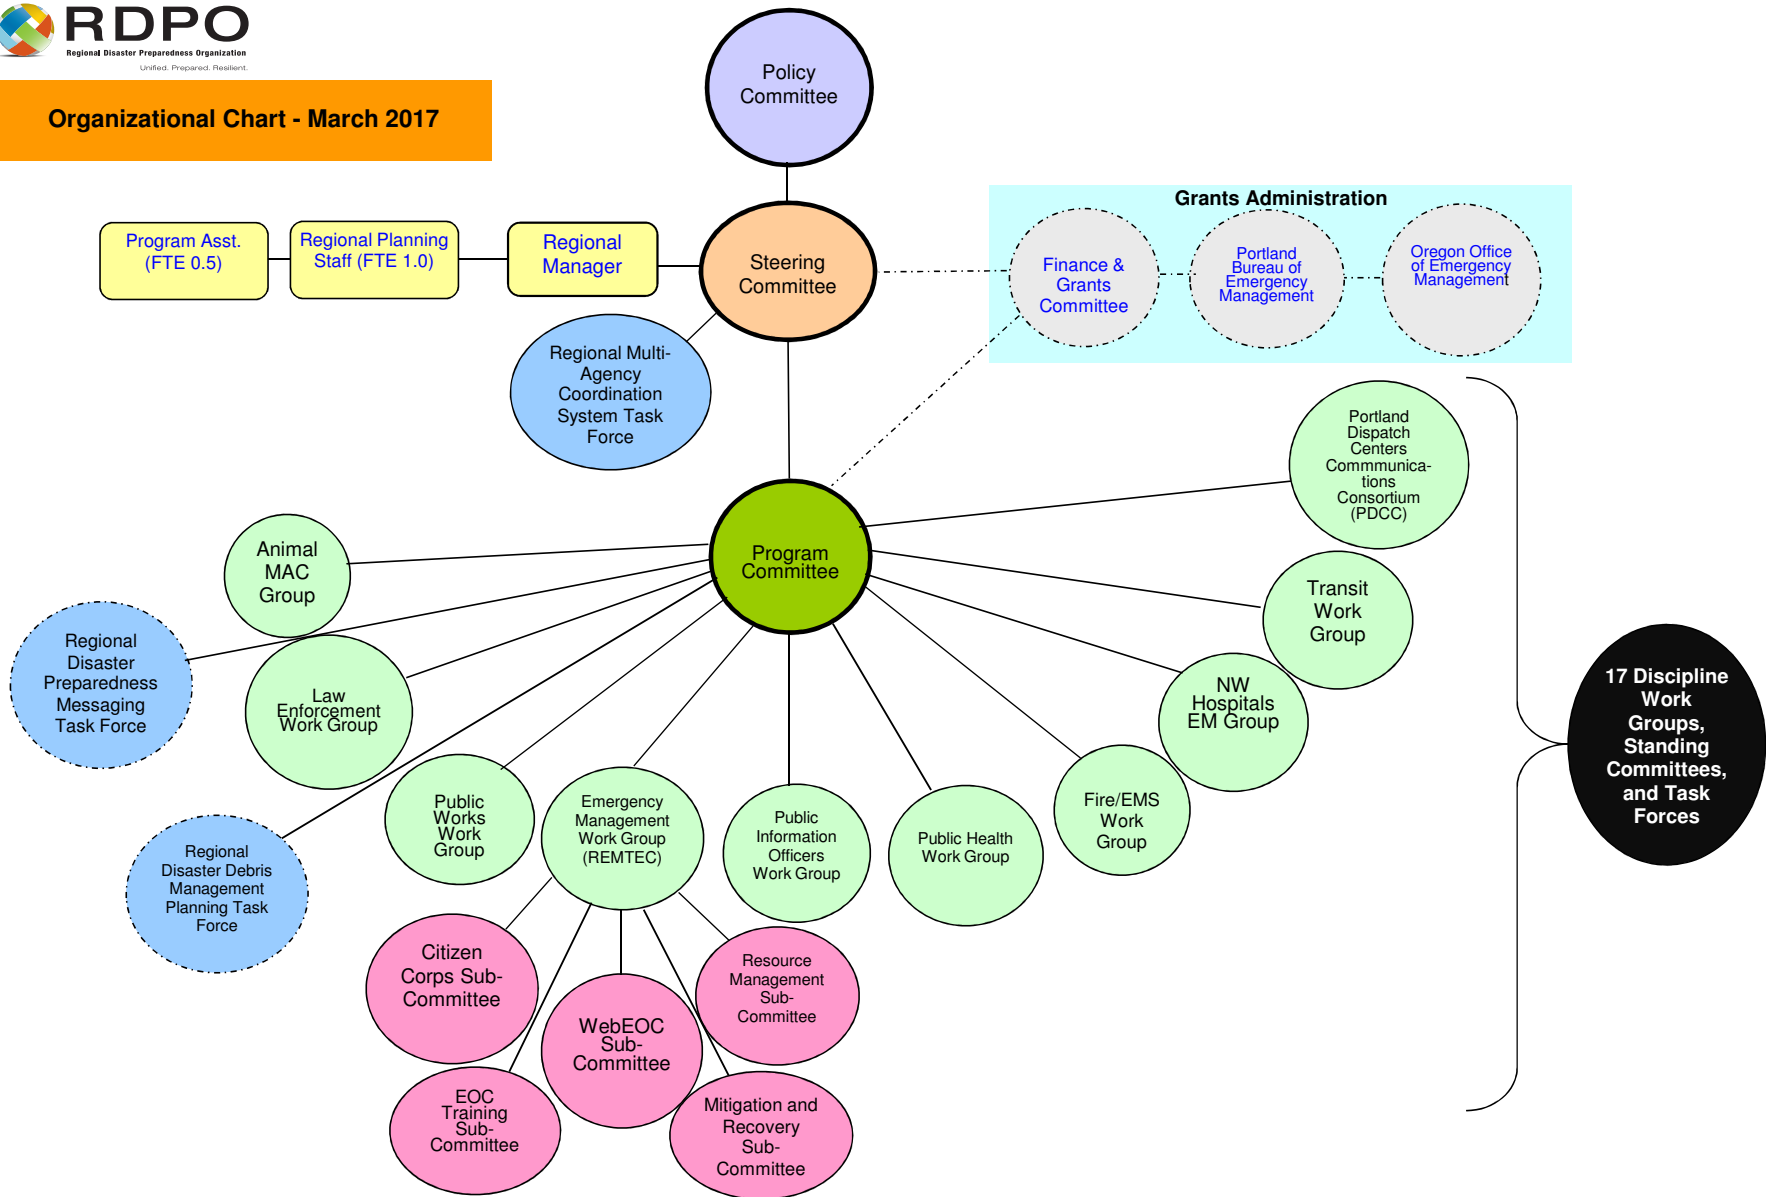 RDPO
Regional Disaster Preparedness Organization
Unified. Prepared. Resilient.
Organizational Chart - March 2017
Policy
Committee
Grants Administration
Program Asst.
(FTE 0.5)
Regional Planning
Staff (FTE 1.0)
Regional
Manager
Steering
Committee
Finance &
Grants
Committee
Portland
Bureau of
Emergency
Management
Oregon Office
of Emergency
Management
Regional Multi-
Agency
Coordination
System Task
Force
Portland
Dispatch
Centers
Commmunica-
tions
Consortium
(PDCC)
Program
Committee
Animal
MAC
Group
Transit
Work
Group
Regional
Disaster
Preparedness
Messaging
Task Force
Law
Enforcement
Work Group
NW
Hospitals
EM Group
17 Discipline
Work
Groups,
Standing
Committees,
and Task
Forces
Public
Works
Work
Group
Emergency
Management
Work Group
(REMTEC)
Public
Information
Officers
Work Group
Public Health
Work Group
Fire/EMS
Work
Group
Regional
Disaster Debris
Management
Planning Task
Force
Citizen
Corps Sub-
Committee
Resource
Management
Sub-
Committee
WebEOC
Sub-
Committee
EOC
Training
Sub-
Committee
Mitigation and
Recovery
Sub-
Committee